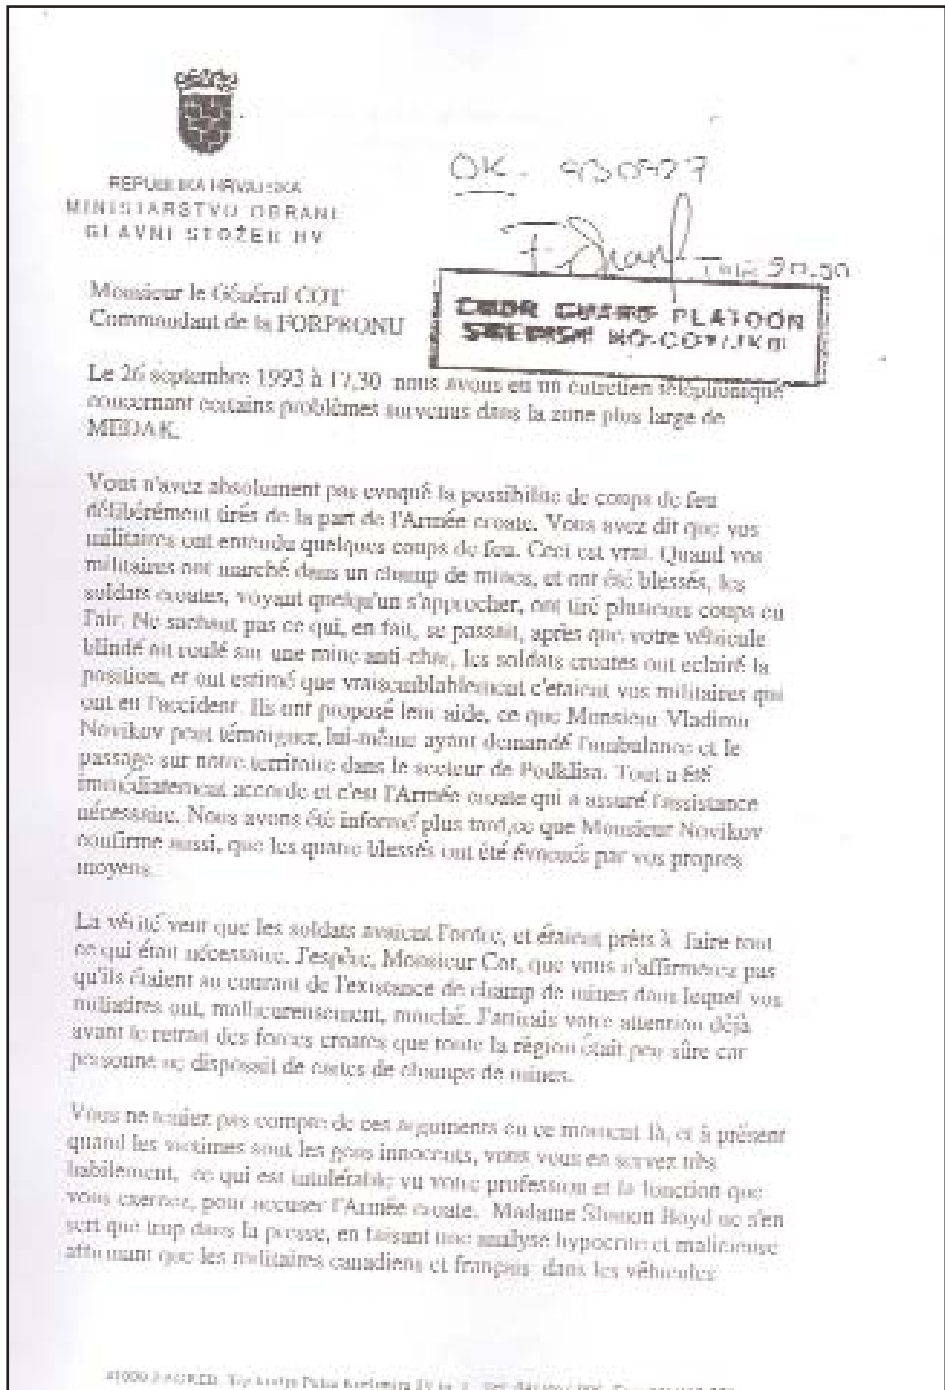 REPUBLIKA HRVATSKA
MINISTARSTVO OBRANE
GLAVNI STOŽER HV
OK - 930927
CMDR GUARD PLATOON
SWEDISH
Monsieur le Général COT
Commandant de la FORPRONU
Le 26 septembre 1993 à 17,30 nous avons eu un entretien téléphonique
concernant certains problèmes survenus dans la zone plus large de
MEDAK.
Vous n'avez absolument pas evoqué la possibilité de coups de feu
délibérément tirés de la part de l'Armée croate. Vous avez dit que vos
militaires ont entendu quelques coups de feu. Ceci est vrai. Quand vos
militaires ont marché dans un champ de mines, et ont été blessés, les
soldats croates, voyant quelqu'un s'approcher, ont tiré plusieurs coups en
l'air. Ne sachant pas ce qui, en fait, se passait, après que votre véhicule
blindé ait roulé sur une mine anti-char, les soldats croates ont eclairé la
position, et ont estimé que vraisemblablement c'etaient vos militaires qui
ont eu l'accident. Ils ont proposé leur aide, ce que Monsieur Vladimir
Novikov peut témoigner, lui-même ayant demandé l'ambulance et le
passage sur notre territoire dans le secteur de Podklisa. Tout a été
immédiatement accordé et c'est l'Armée croate qui a assuré l'assistance
nécessaire. Nous avons été informé plus tard, ce que Monsieur Novikov
confirme aussi, que les quatre blessés ont été évacués par vos propres
moyens.
La vérité veut que les soldats avaient l'ordre, et étaient prêts à faire tout
ce qui était nécessaire. J'espère, Monsieur Cot, que vous n'affirmerez pas
qu'ils étaient au courant de l'existance de champ de mines dans lequel vos
militaires ont, malheureusement, marché. J'attirais votre attention déjà
avant le retrait des forces croates que toute la région était peu sûre car
personne ne disposait de cartes de champs de mines.
Vous ne teniez pas compte de ces arguments en ce moment là, et à présent
quand les victimes sont les gens innocents, vous vous en servez très
habilement, ce qui est intolérable vu votre profession et la fonction que
vous exercez, pour accuser l'Armée croate. Madame Shanon Boyd ne s'en
sert que trop dans la presse, en faisant une analyse hypocrite et malicieuse
affirmant que les militaires canadiens et français dans les véhicules
41000 ZAGREB